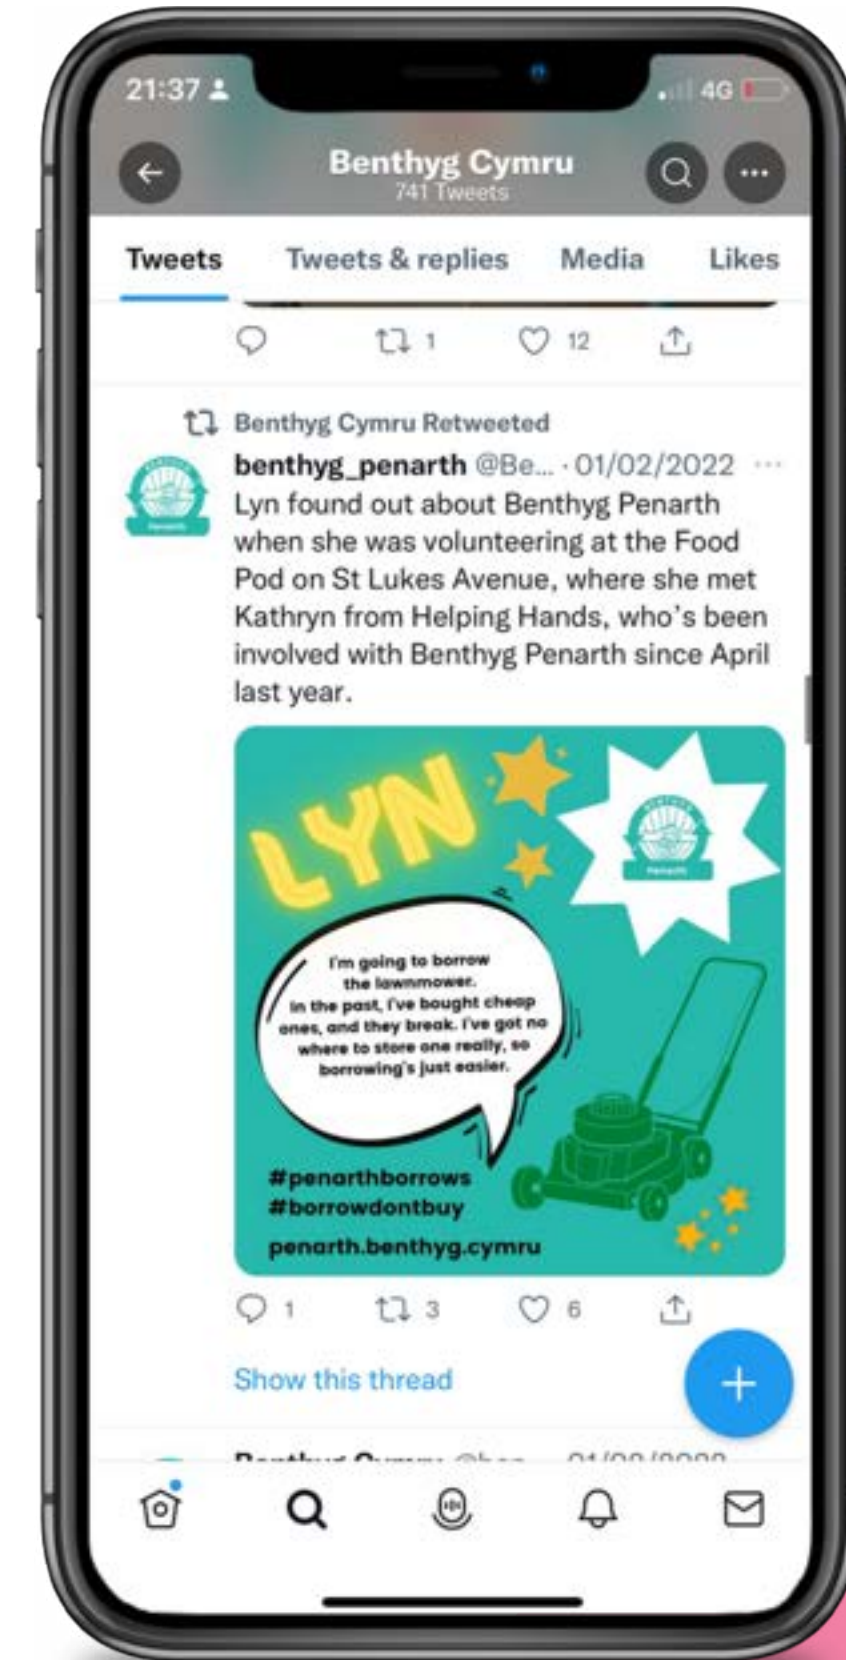 21:37
4G
Benthyg Cymru
741 Tweets
Tweets Tweets & replies Media Likes
1 12
Benthyg Cymru Retweeted
benthyg_penarth @Be... · 01/02/2022 ...
Lyn found out about Benthyg Penarth
when she was volunteering at the Food
Pod on St Lukes Avenue, where she met
Kathryn from Helping Hands, who's been
involved with Benthyg Penarth since April
last year.
LYN
Penarth
I'm going to borrow
the lawnmower.
In the past, I've bought cheap
ones, and they break. I've got no
where to store one really, so
borrowing's just easier.
#penarthborrows
#borrowdontbuy
penarth.benthyg.cymru
1 3 6
Show this thread
Benthyg Cymru